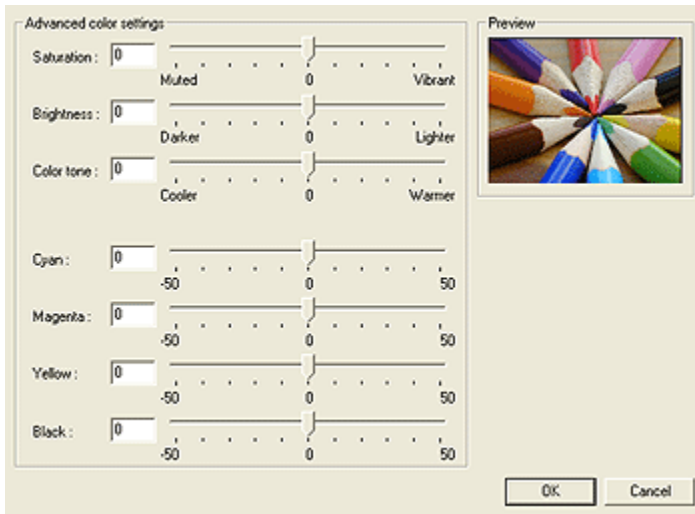 Advanced color settings
Saturation : 0
Muted 0 Vibrant
Brightness : 0
Darker 0 Lighter
Color tone : 0
Cooler 0 Warmer
Cyan : 0
-50 0 50
Magenta : 0
-50 0 50
Yellow : 0
-50 0 50
Black : 0
-50 0 50
Preview
OK Cancel